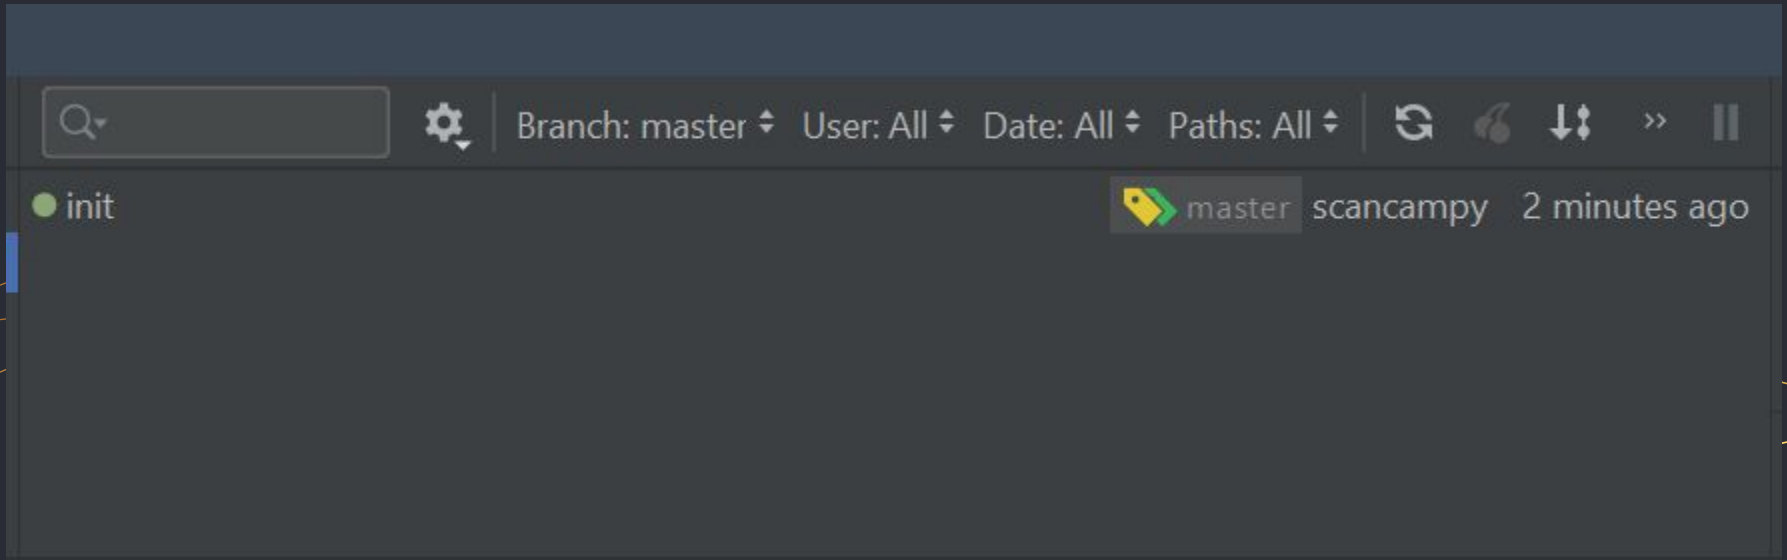 Branch: master User: All Date: All Paths: All
init master scancampy 2 minutes ago